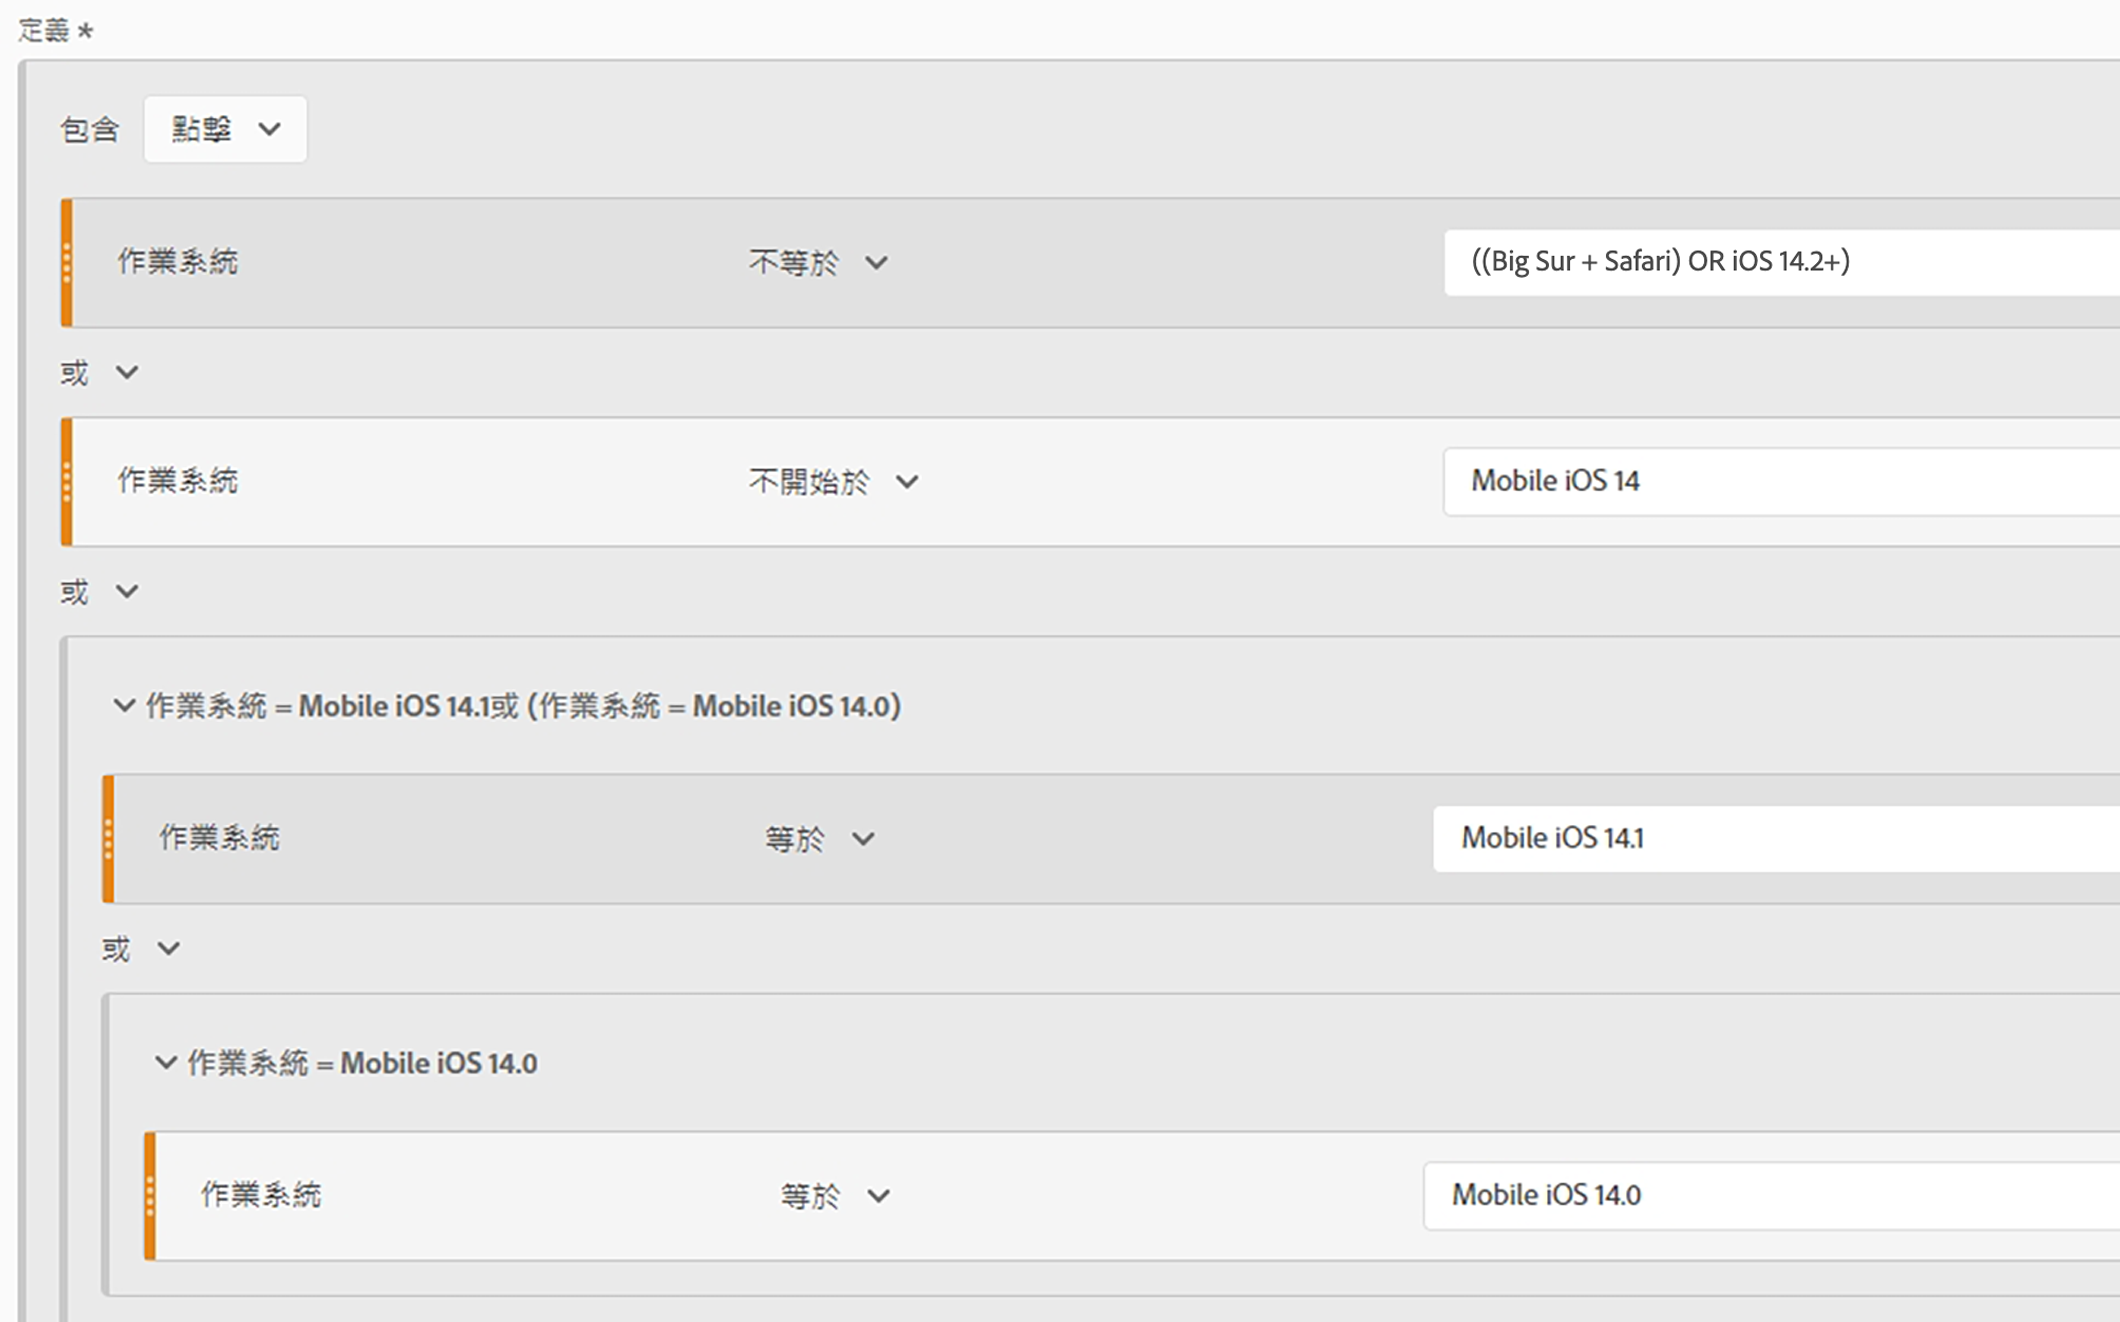 定義 *
包含 點擊
作業系統 不等於 ((Big Sur + Safari) OR iOS 14.2+)
或
作業系統 不開始於 Mobile iOS 14
或
作業系統 = Mobile iOS 14.1或 (作業系統 = Mobile iOS 14.0)
作業系統 等於 Mobile iOS 14.1
或
作業系統 = Mobile iOS 14.0
作業系統 等於 Mobile iOS 14.0